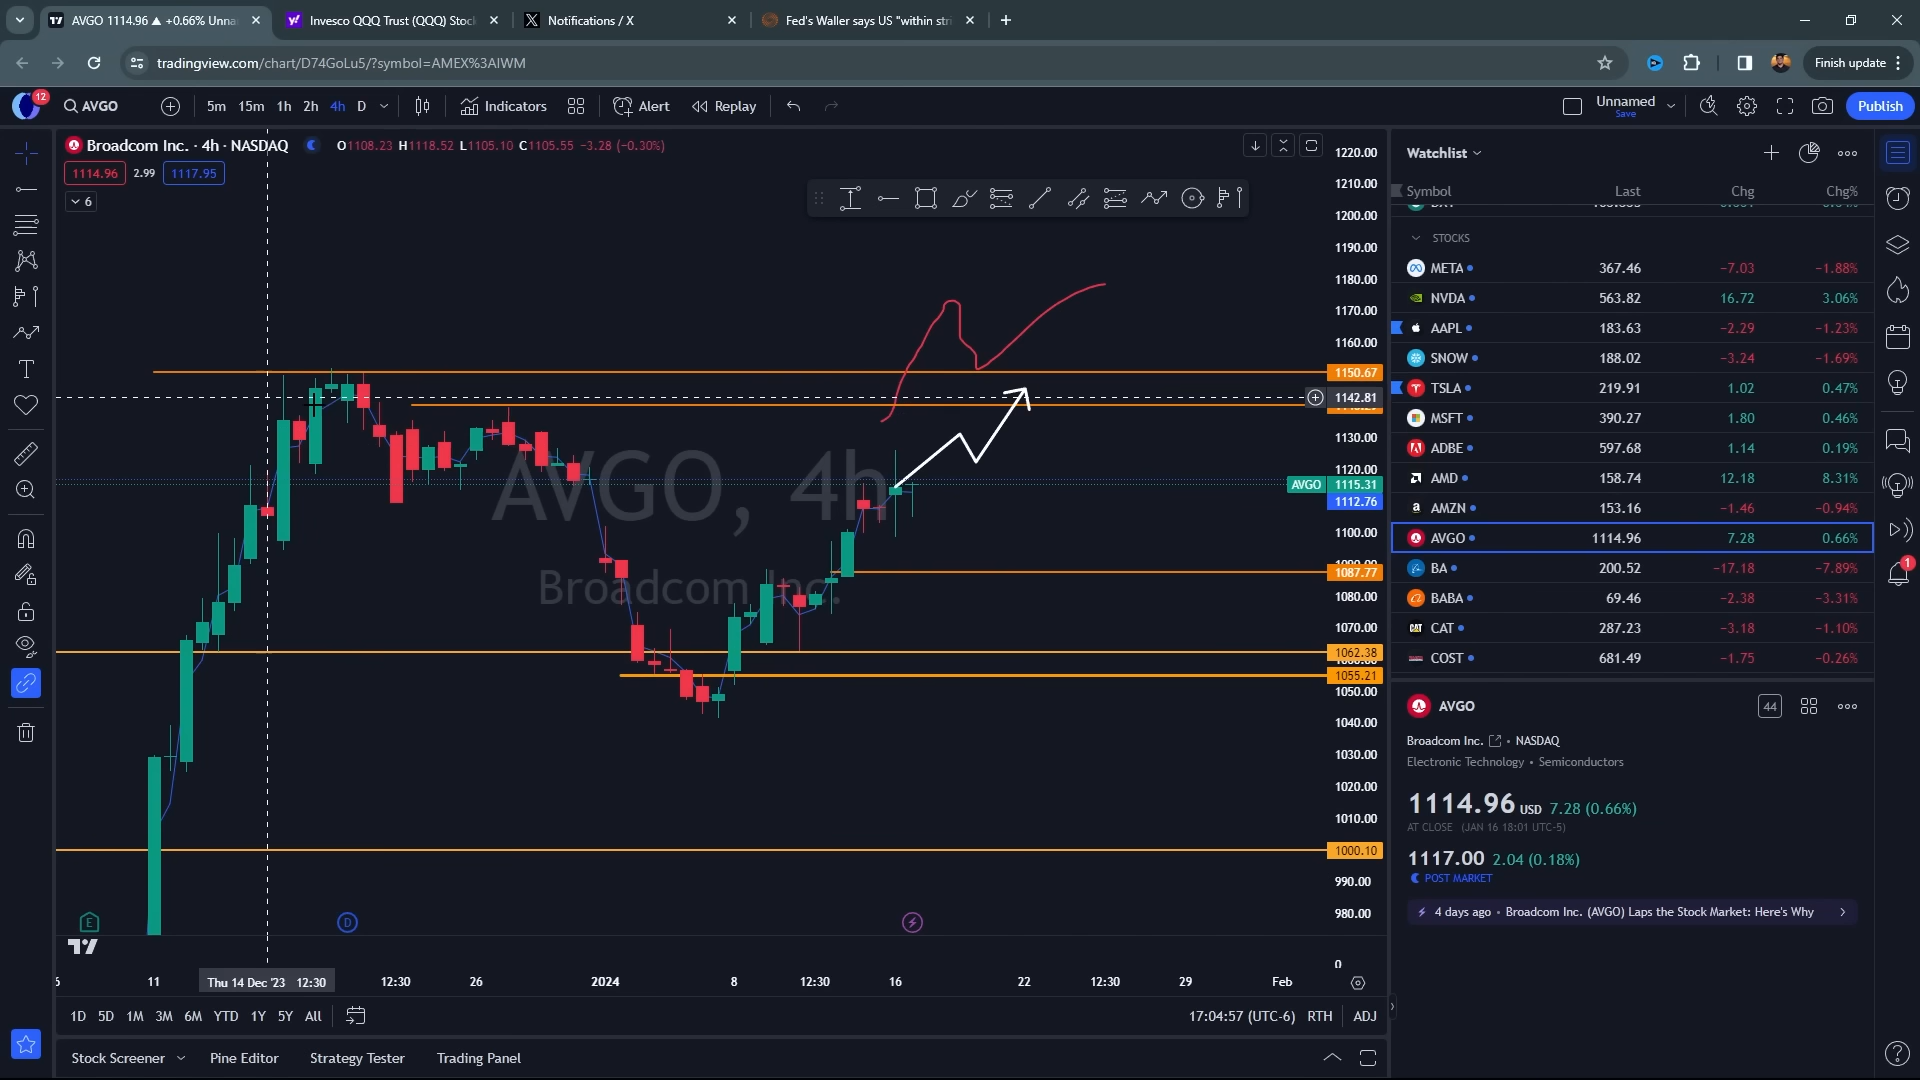 AVGO 1114.96 ▲ +0.66% Unna
Invesco QQQ Trust (QQQ) Stoc
Notifications / X
Fed's Waller says US "within stri
tradingview.com/chart/D74GoLu5/?symbol=AMEX%3AIWM
Finish update
12
AVGO
5m 15m 1h 2h 4h D
Indicators
Alert
Replay
Unnamed
Save
Publish
Broadcom Inc. · 4h · NASDAQ
O1108.23 H1118.52 L1105.10 C1105.55 −3.28 (−0.30%)
1114.96 2.99 1117.95
6
AVGO, 4h
Broadcom Inc.
1220.00
1210.00
1200.00
1190.00
1180.00
1170.00
1160.00
1150.67
1142.81
1130.00
1120.00
AVGO 1115.31
1112.76
1100.00
1087.77
1080.00
1070.00
1062.38
1055.21
1050.00
1040.00
1030.00
1020.00
1010.00
1000.10
990.00
980.00
0
E
D
11
Thu 14 Dec '23 12:30
12:30
26
2024
8
12:30
16
22
12:30
29
Feb
1D 5D 1M 3M 6M YTD 1Y 5Y All
17:04:57 (UTC-6) RTH ADJ
Stock Screener
Pine Editor
Strategy Tester
Trading Panel
Watchlist
Symbol Last Chg Chg%
STOCKS
META 367.46 −7.03 −1.88%
NVDA 563.82 16.72 3.06%
AAPL 183.63 −2.29 −1.23%
SNOW 188.02 −3.24 −1.69%
TSLA 219.91 1.02 0.47%
MSFT 390.27 1.80 0.46%
ADBE 597.68 1.14 0.19%
AMD 158.74 12.18 8.31%
AMZN 153.16 −1.46 −0.94%
AVGO 1114.96 7.28 0.66%
BA 200.52 −17.18 −7.89%
BABA 69.46 −2.38 −3.31%
CAT 287.23 −3.18 −1.10%
COST 681.49 −1.75 −0.26%
AVGO
44
Broadcom Inc. • NASDAQ
Electronic Technology • Semiconductors
1114.96 USD 7.28 (0.66%)
AT CLOSE (JAN 16 18:01 UTC-5)
1117.00 2.04 (0.18%)
POST MARKET
4 days ago • Broadcom Inc. (AVGO) Laps the Stock Market: Here's Why
1